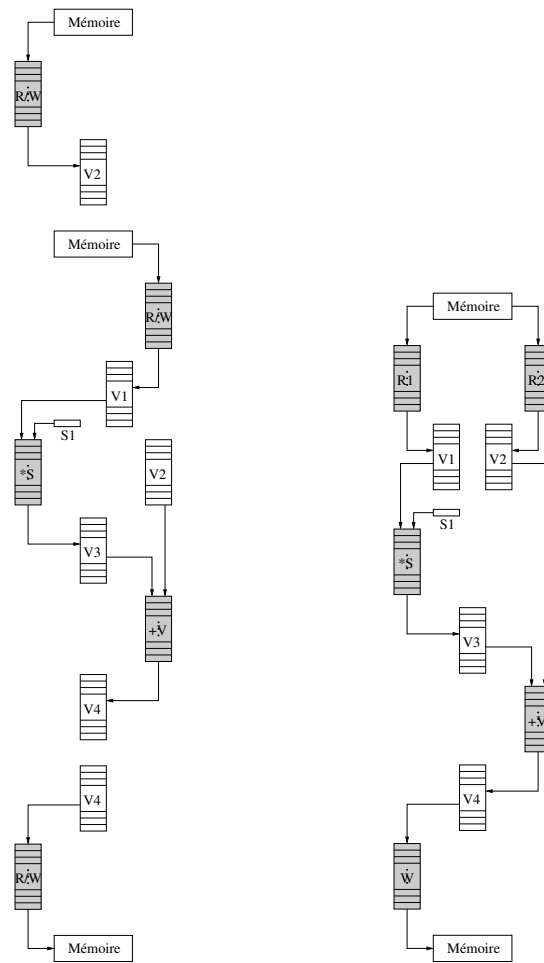 Mémoire
R/W
V2
Mémoire
R/W
V1
S1
*S
V2
V3
+V
V4
V4
R/W
Mémoire
Mémoire
R1
R2
V1
V2
S1
*S
V3
+V
V4
W
Mémoire